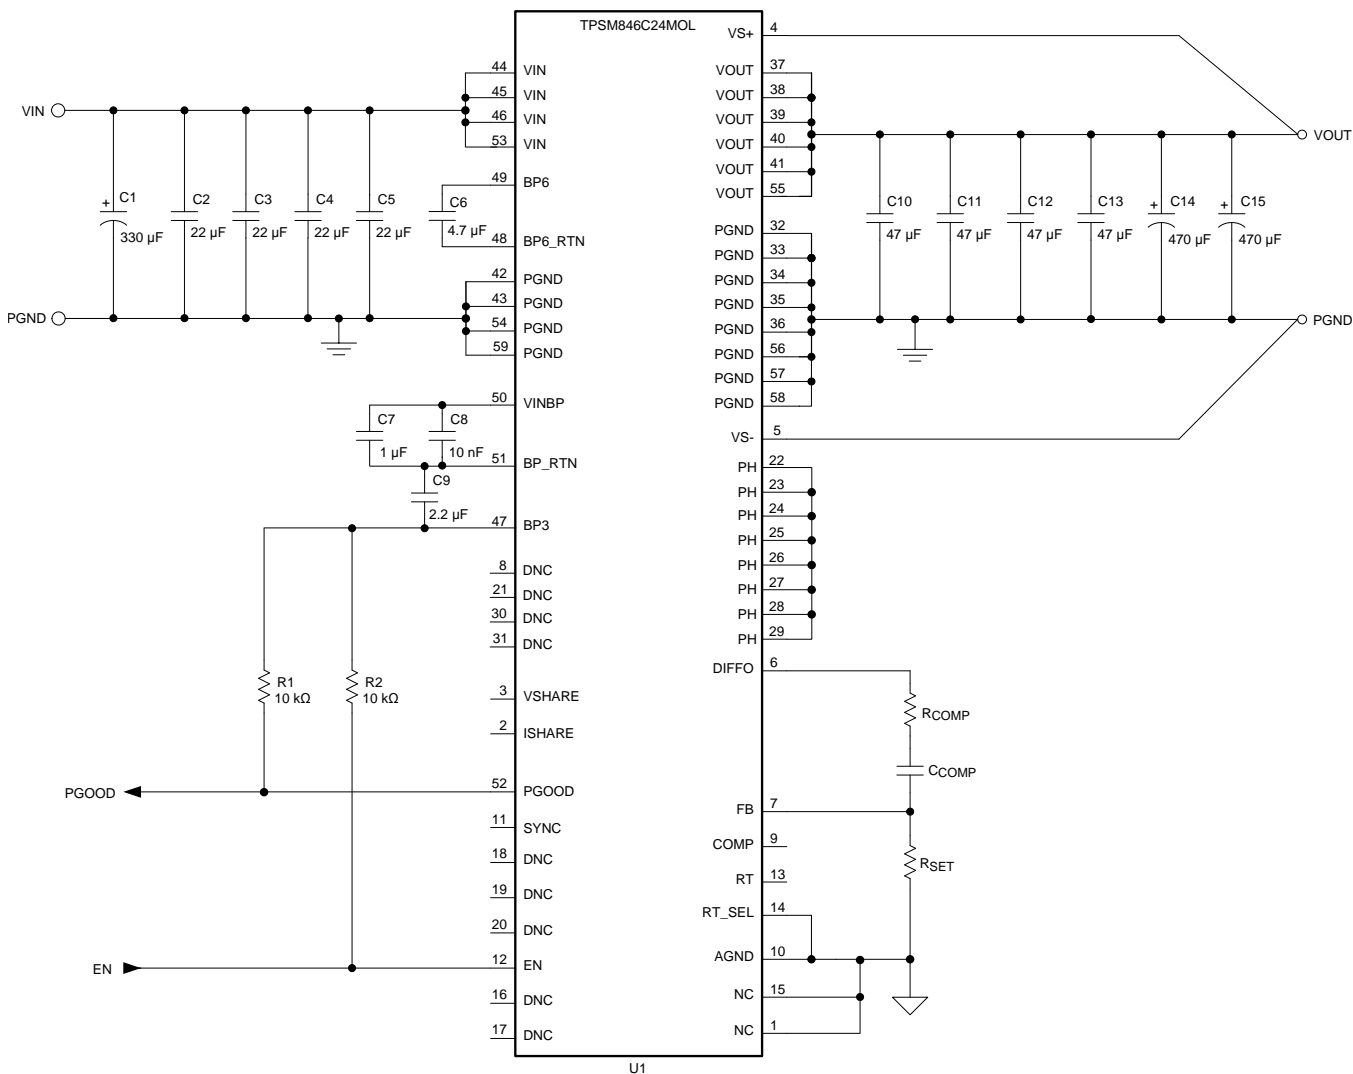 TPSM846C24MOL
VIN
PGND
C1
330 µF
C2
22 µF
C3
22 µF
C4
22 µF
C5
22 µF
C6
4.7 µF
C7
1 µF
C8
10 nF
C9
2.2 µF
R1
10 kΩ
R2
10 kΩ
PGOOD
EN
44 VIN
45 VIN
46 VIN
53 VIN
49 BP6
48 BP6_RTN
42 PGND
43 PGND
54 PGND
59 PGND
50 VINBP
51 BP_RTN
47 BP3
8 DNC
21 DNC
30 DNC
31 DNC
3 VSHARE
2 ISHARE
52 PGOOD
11 SYNC
18 DNC
19 DNC
20 DNC
12 EN
16 DNC
17 DNC
VS+ 4
VOUT 37
VOUT 38
VOUT 39
VOUT 40
VOUT 41
VOUT 55
PGND 32
PGND 33
PGND 34
PGND 35
PGND 36
PGND 56
PGND 57
PGND 58
VS- 5
PH 22
PH 23
PH 24
PH 25
PH 26
PH 27
PH 28
PH 29
DIFFO 6
FB 7
COMP 9
RT 13
RT_SEL 14
AGND 10
NC 15
NC 1
C10
47 µF
C11
47 µF
C12
47 µF
C13
47 µF
C14
470 µF
C15
470 µF
VOUT
PGND
RCOMP
CCOMP
RSET
U1